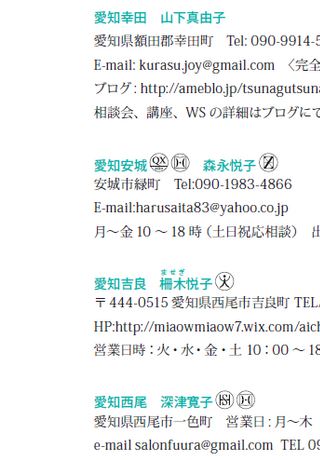 愛知幸田　山下真由子
愛知県額田郡幸田町　Tel: 090-9914-5
E-mail: kurasu.joy@gmail.com　〈完全
ブログ : http://ameblo.jp/tsunagutsuna
相談会、講座、WS の詳細はブログにて
愛知安城 QX H　森永悦子 Z
安城市緑町　Tel:090-1983-4866
E-mail:harusaita83@yahoo.co.jp
月～金 10 ～ 18 時（土日祝応相談）　出
ませぎ
愛知吉良　柵木悦子
〒 444-0515 愛知県西尾市吉良町 TEL/
HP:http://miaowmiaow7.wix.com/aich
営業日時 : 火・水・金・土 10：00 ～ 18
愛知西尾　深津寛子
愛知県西尾市一色町　営業日 : 月～木
e-mail salonfuura@gmail.com  TEL 09